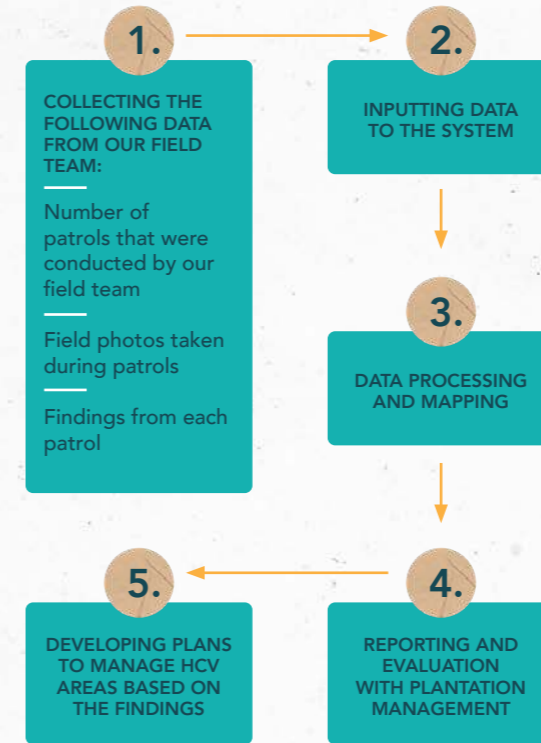 1.
COLLECTING THE
FOLLOWING DATA
FROM OUR FIELD
TEAM:
Number of
patrols that were
conducted by our
field team
Field photos taken
during patrols
Findings from each
patrol
2.
INPUTTING DATA
TO THE SYSTEM
3.
DATA PROCESSING
AND MAPPING
4.
REPORTING AND
EVALUATION
WITH PLANTATION
MANAGEMENT
5.
DEVELOPING PLANS
TO MANAGE HCV
AREAS BASED ON
THE FINDINGS